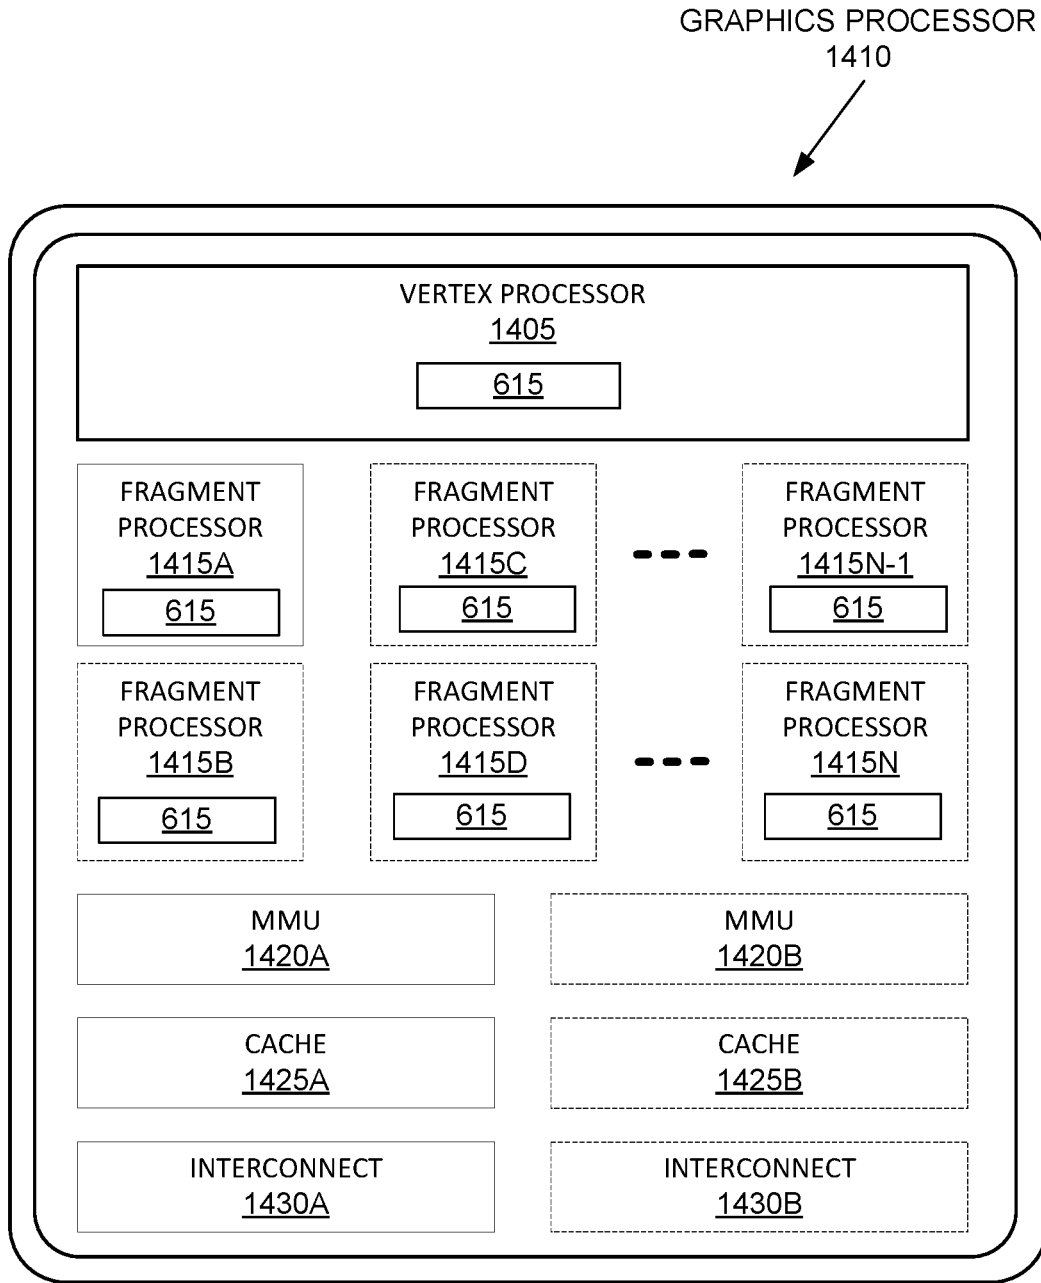 GRAPHICS PROCESSOR
1410
VERTEX PROCESSOR
1405
615
FRAGMENT
PROCESSOR
1415A
615
FRAGMENT
PROCESSOR
1415C
615
FRAGMENT
PROCESSOR
1415N-1
615
FRAGMENT
PROCESSOR
1415B
615
FRAGMENT
PROCESSOR
1415D
615
FRAGMENT
PROCESSOR
1415N
615
MMU
1420A
MMU
1420B
CACHE
1425A
CACHE
1425B
INTERCONNECT
1430A
INTERCONNECT
1430B